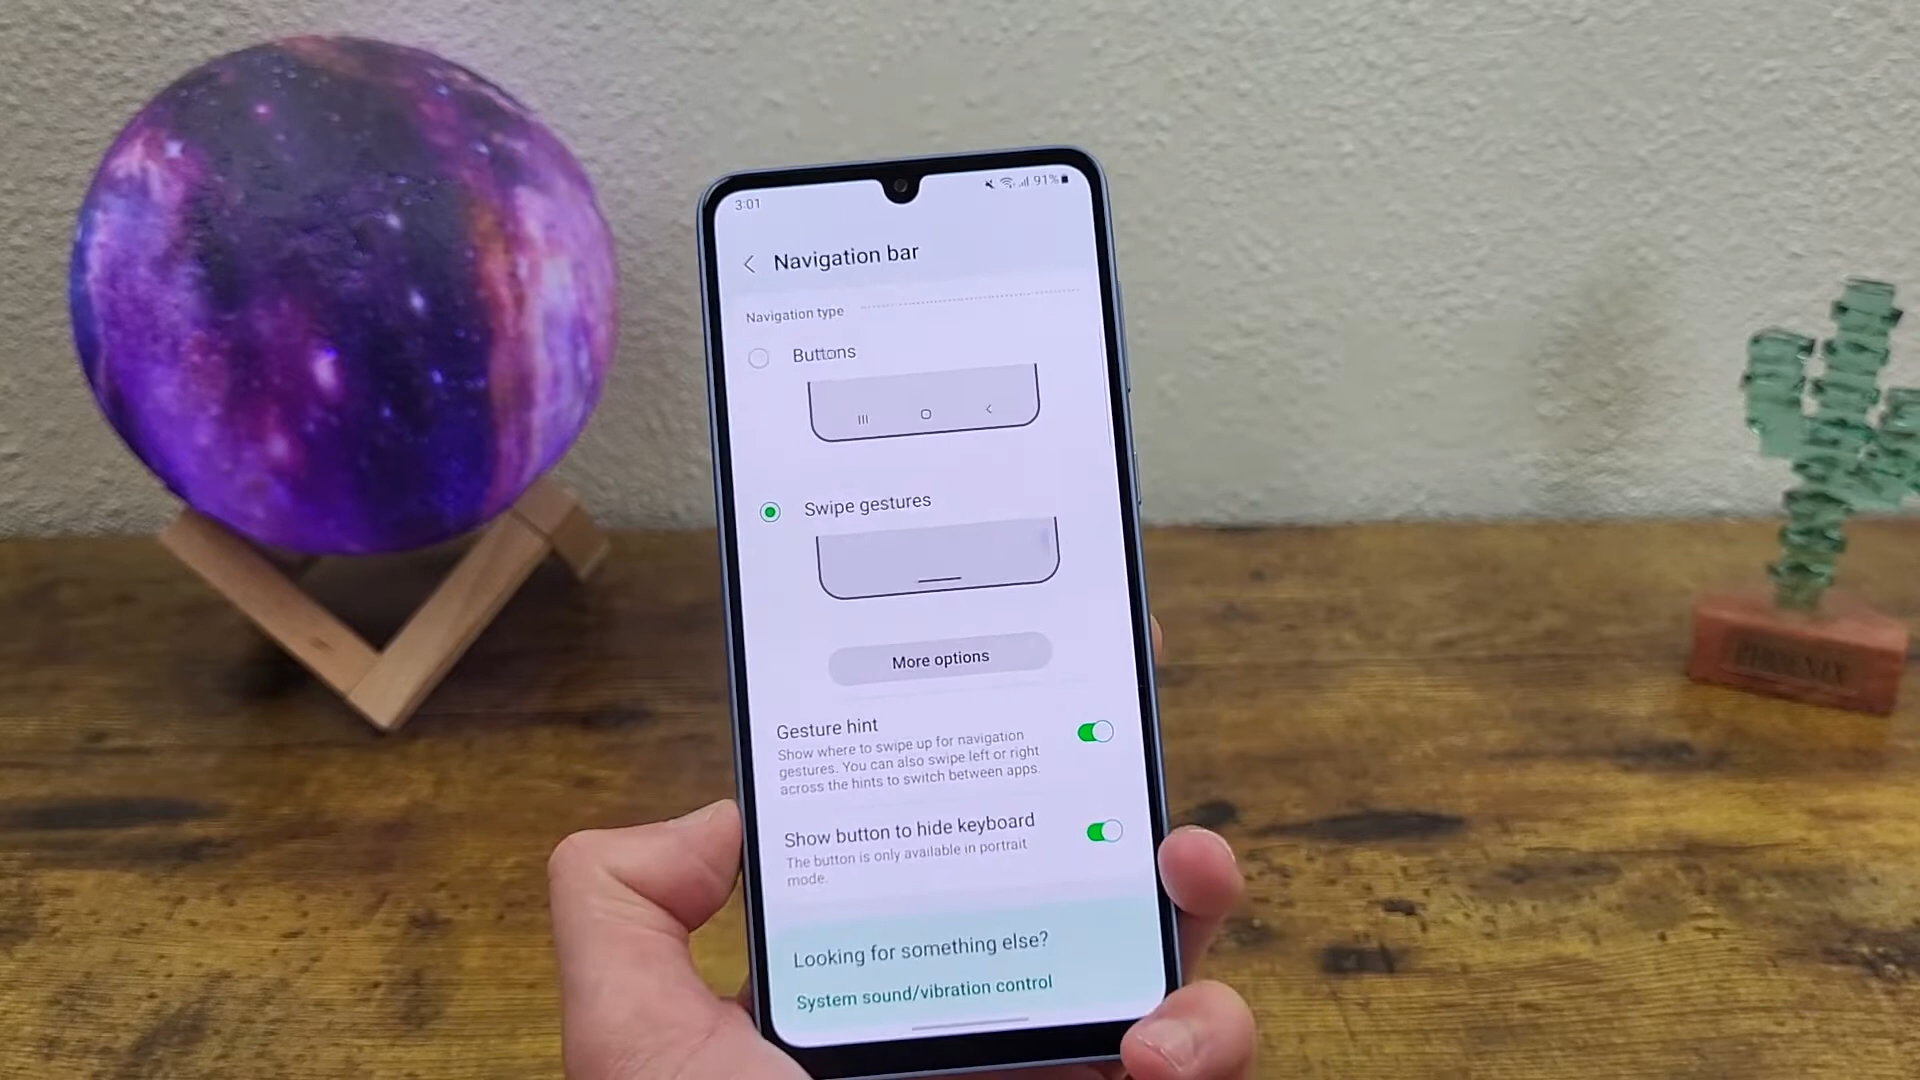 3:01
91%
Navigation bar
Navigation type
Buttons
Swipe gestures
More options
Gesture hint
Show where to swipe up for navigation
gestures. You can also swipe left or right
across the hints to switch between apps.
Show button to hide keyboard
The button is only available in portrait
mode.
Looking for something else?
System sound/vibration control
PHOENIX